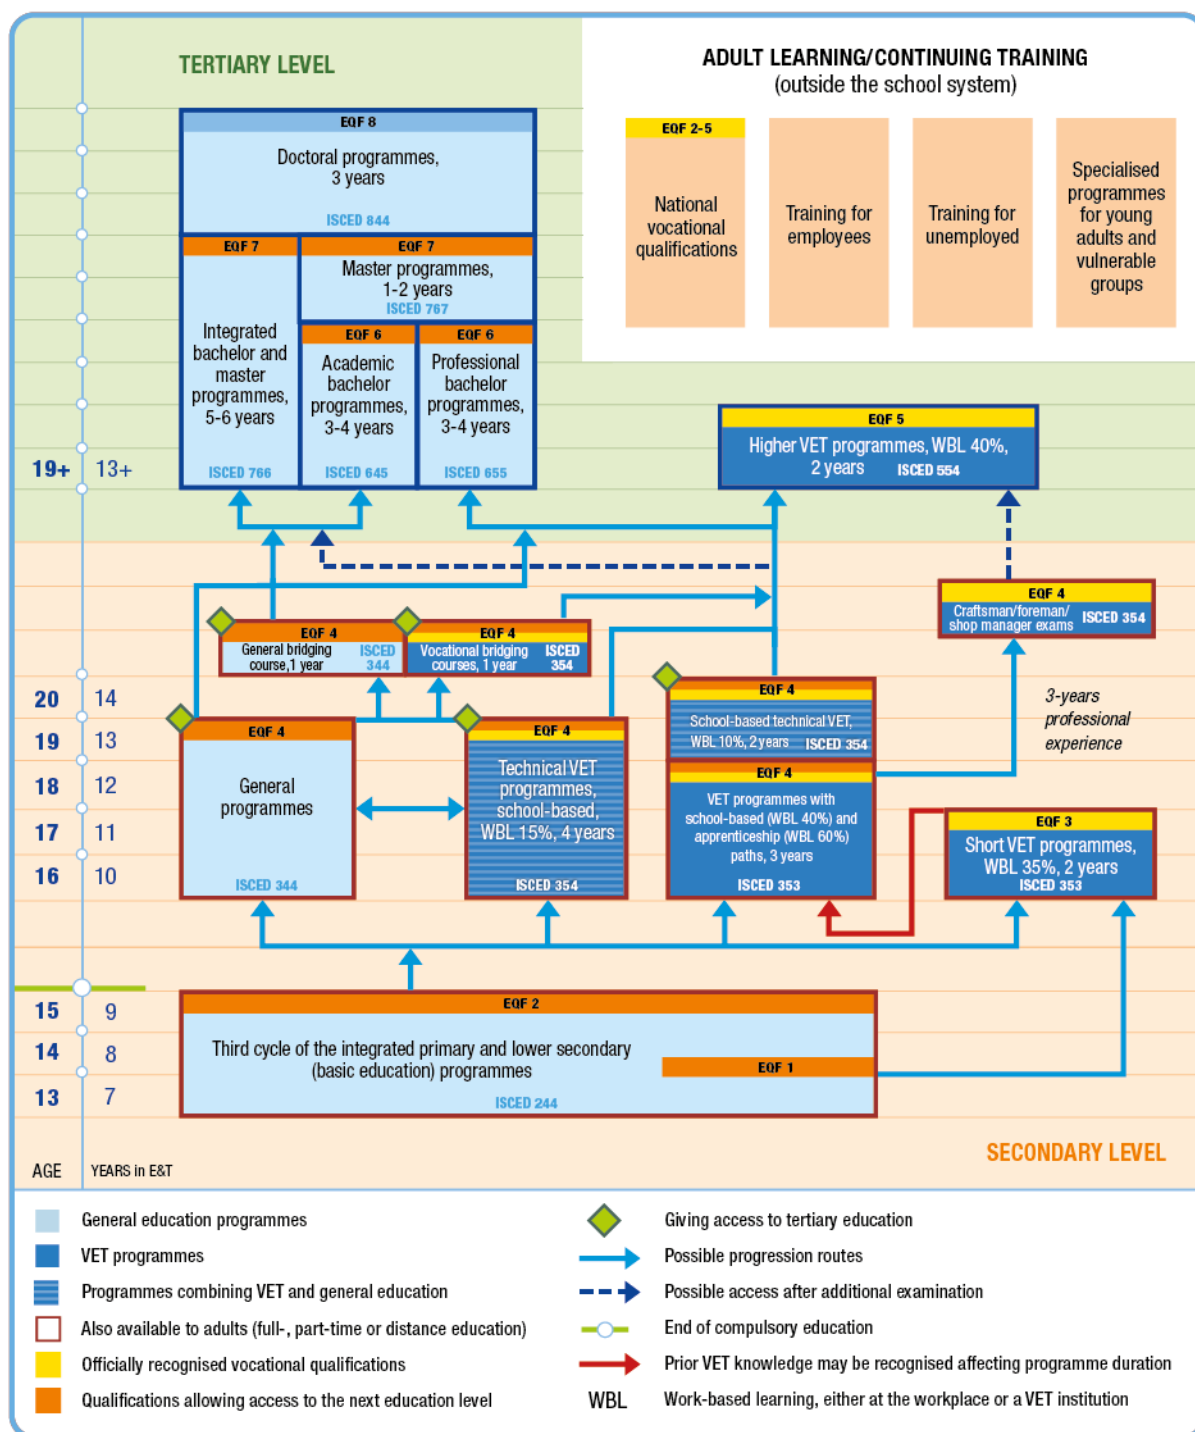 TERTIARY LEVEL
ADULT LEARNING/CONTINUING TRAINING
(outside the school system)
EQF 2-5
National
vocational
qualifications
Training for
employees
Training for
unemployed
Specialised
programmes
for young
adults and
vulnerable
groups
EQF 8
Doctoral programmes,
3 years
ISCED 844
EQF 7
Integrated
bachelor and
master
programmes,
5-6 years
ISCED 766
EQF 7
Master programmes,
1-2 years
ISCED 767
EQF 6
Academic
bachelor
programmes,
3-4 years
ISCED 645
EQF 6
Professional
bachelor
programmes,
3-4 years
ISCED 655
EQF 5
Higher VET programmes, WBL 40%,
2 years ISCED 554
19+ 13+
EQF 4
General bridging
course,1 year
ISCED
344
EQF 4
Vocational bridging
courses, 1 year
ISCED
354
EQF 4
Craftsman/foreman/
shop manager exams ISCED 354
3-years
professional
experience
20 14
19 13
18 12
17 11
16 10
EQF 4
General
programmes
ISCED 344
EQF 4
Technical VET
programmes,
school-based,
WBL 15%, 4 years
ISCED 354
EQF 4
School-based technical VET,
WBL 10%, 2 years ISCED 354
EQF 4
VET programmes with
school-based (WBL 40%) and
apprenticeship (WBL 60%)
paths, 3 years
ISCED 353
EQF 3
Short VET programmes,
WBL 35%, 2 years
ISCED 353
15 9
14 8
13 7
EQF 2
Third cycle of the integrated primary and lower secondary
(basic education) programmes
EQF 1
ISCED 244
SECONDARY LEVEL
AGE YEARS in E&T
General education programmes
VET programmes
Programmes combining VET and general education
Also available to adults (full-, part-time or distance education)
Officially recognised vocational qualifications
Qualifications allowing access to the next education level
Giving access to tertiary education
Possible progression routes
Possible access after additional examination
End of compulsory education
Prior VET knowledge may be recognised affecting programme duration
WBL Work-based learning, either at the workplace or a VET institution